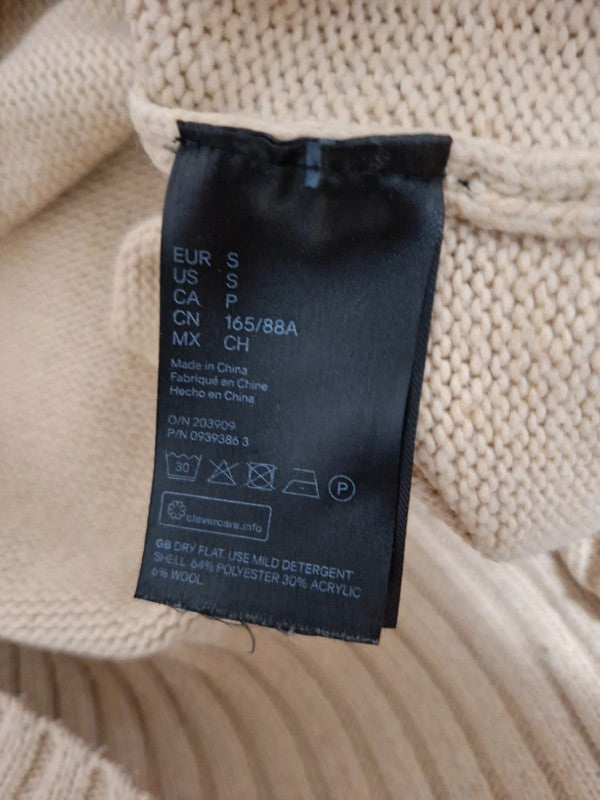 EUR S
US S
CA P
CN 165/88A
MX CH
Made in China
Fabriqué en Chine
Hecho en China
O/N 203909
P/N 0939386 3
30
P
clevercare.info
GB DRY FLAT. USE MILD DETERGENT
SHELL 64% POLYESTER 30% ACRYLIC
6% WOOL